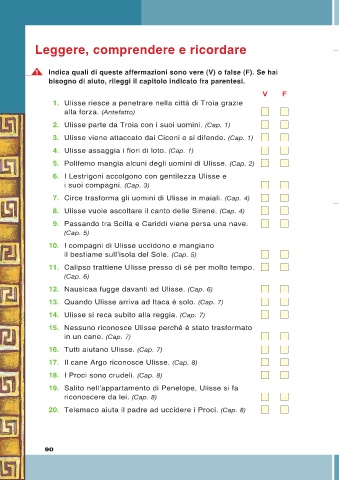 Leggere, comprendere e ricordare
Indica quali di queste affermazioni sono vere (V) o false (F). Se hai
bisogno di aiuto, rileggi il capitolo indicato fra parentesi.
V F
1. Ulisse riesce a penetrare nella città di Troia grazie
alla forza. (Antefatto)
2. Ulisse parte da Troia con i suoi uomini. (Cap. 1)
3. Ulisse viene attaccato dai Ciconi e si difende. (Cap. 1)
4. Ulisse assaggia i fiori di loto. (Cap. 1)
5. Polifemo mangia alcuni degli uomini di Ulisse. (Cap. 2)
6. I Lestrigoni accolgono con gentilezza Ulisse e
i suoi compagni. (Cap. 3)
7. Circe trasforma gli uomini di Ulisse in maiali. (Cap. 4)
8. Ulisse vuole ascoltare il canto delle Sirene. (Cap. 4)
9. Passando tra Scilla e Cariddi viene persa una nave.
(Cap. 5)
10. I compagni di Ulisse uccidono e mangiano
il bestiame sull'isola del Sole. (Cap. 5)
11. Calipso trattiene Ulisse presso di sé per molto tempo.
(Cap. 6)
12. Nausicaa fugge davanti ad Ulisse. (Cap. 6)
13. Quando Ulisse arriva ad Itaca è solo. (Cap. 7)
14. Ulisse si reca subito alla reggia. (Cap. 7)
15. Nessuno riconosce Ulisse perché è stato trasformato
in un cane. (Cap. 7)
16. Tutti aiutano Ulisse. (Cap. 7)
17. Il cane Argo riconosce Ulisse. (Cap. 8)
18. I Proci sono crudeli. (Cap. 8)
19. Salito nell'appartamento di Penelope, Ulisse si fa
riconoscere da lei. (Cap. 8)
20. Telemaco aiuta il padre ad uccidere i Proci. (Cap. 8)
90